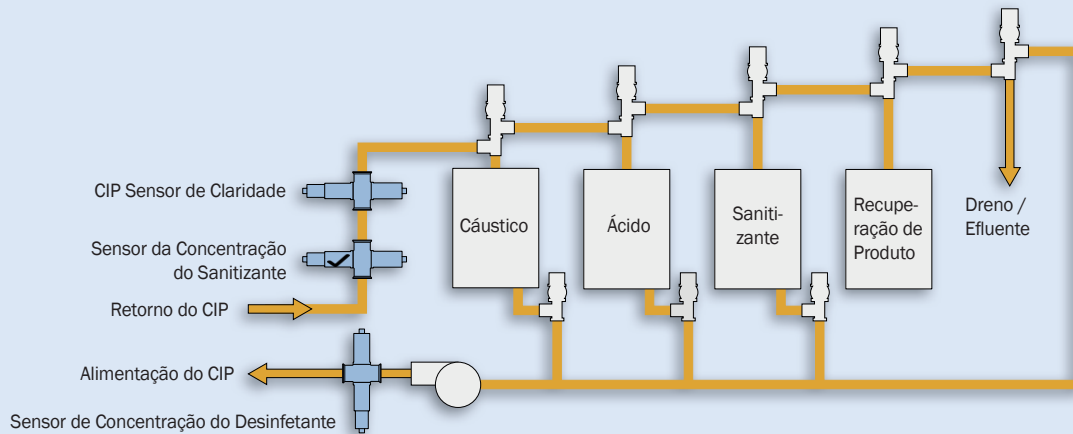 CIP Sensor de Claridade
Sensor da Concentração
do Sanitizante
Retorno do CIP
Alimentação do CIP
Sensor de Concentração do Desinfetante
Cáustico
Ácido
Saniti-
zante
Recupe-
ração de
Produto
Dreno /
Efluente